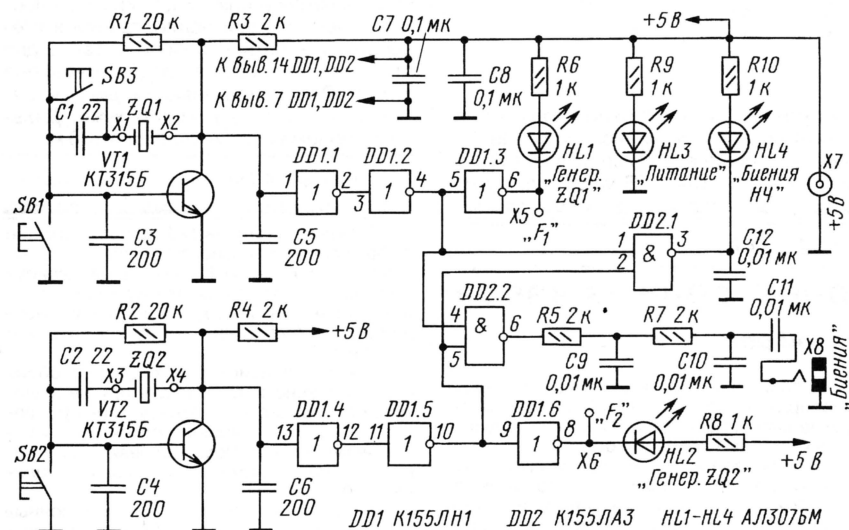 R1 20 к
R3 2 к
C7 0,1 мк
+5 В
SB3
К выв. 14 DD1, DD2
R6
1 к
R9
1 к
R10
1 к
C1 22
ZQ1
X1
X2
К выв. 7 DD1, DD2
C8
0,1 мк
VT1
КТ315Б
DD1.1
DD1.2
DD1.3
HL1
„Генер.
ZQ1"
HL3
„Питание"
HL4
„Биения
НЧ"
X7
+5 В
1
1
2
3
1
4
5
1
6
X5
„F₁"
SB1
C3
200
C5
200
DD2.1
1
2
&
3
C12
0,01 мк
R2 20 к
R4 2 к
+5 В
DD2.2
4
5
&
6
R5 2 к
R7 2 к
C11
0,01 мк
C2 22
ZQ2
X3
X4
C9
0,01 мк
C10
0,01 мк
X8
„Биения"
VT2
КТ315Б
DD1.4
DD1.5
DD1.6
„F₂"
13
1
12
11
1
10
9
1
8
X6
R8 1 к
SB2
HL2
„Генер. ZQ2"
+5 В
C4
200
C6
200
DD1 К155ЛН1
DD2 К155ЛА3
HL1-HL4 АЛ307БМ